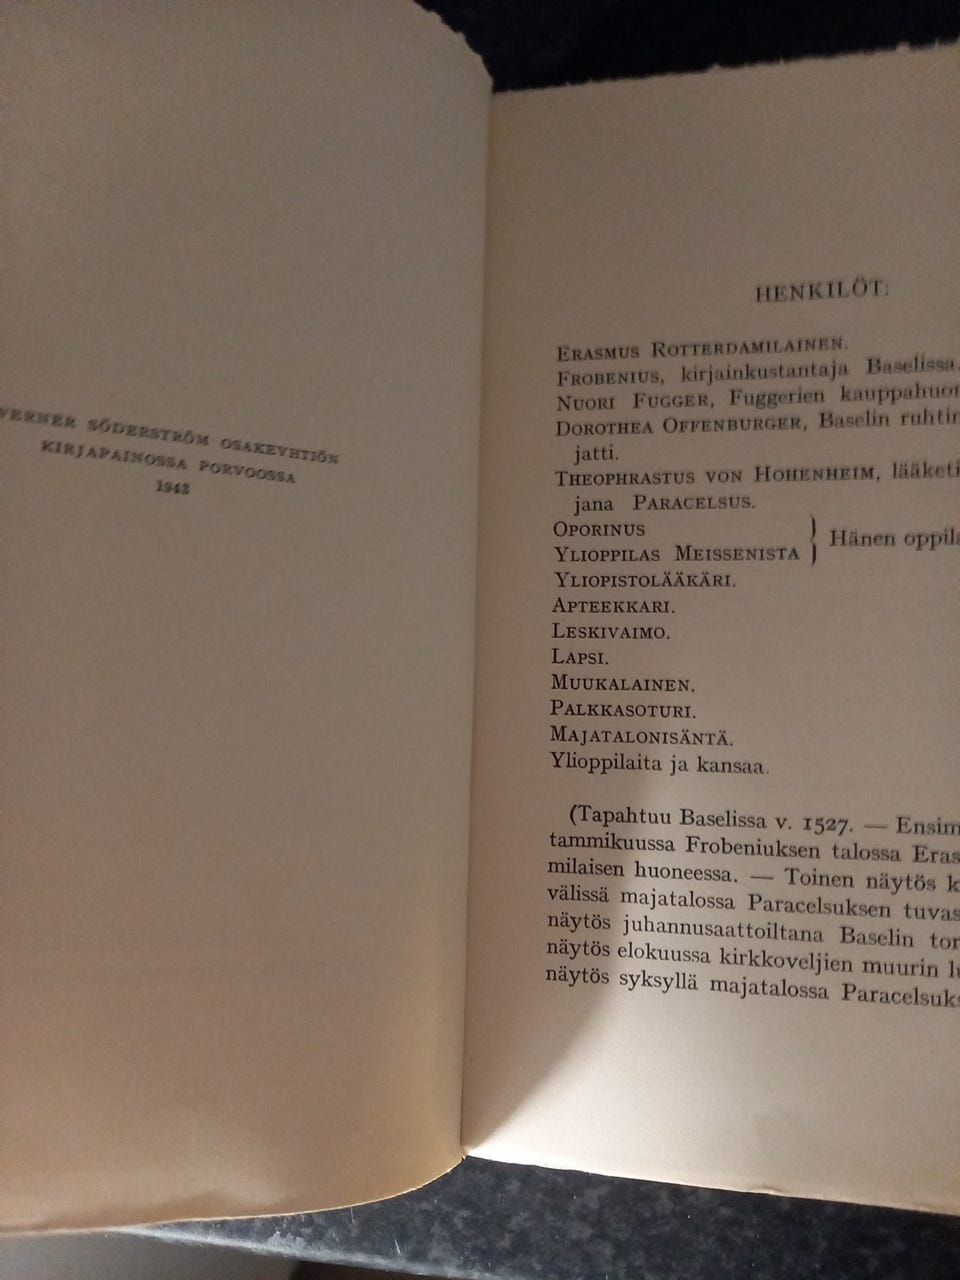 WERNER SÖDERSTRÖM OSAKEYHTIÖN
KIRJAPAINOSSA PORVOOSSA
1943
HENKILÖT:
ERASMUS ROTTERDAMILAINEN.
FROBENIUS, kirjainkustantaja Baselissa.
NUORI FUGGER, Fuggerien
DOROTHEA OFFENBURGER, Baselin
jatti.
THEOPHRASTUS VON HOHENHEIM,
jana PARACELSUS.
OPORINUS
YLIOPPILAS MEISSENISTA } Hänen
YLIOPISTOLÄÄKÄRI.
APTEEKKARI.
LESKIVAIMO.
LAPSI.
MUUKALAINEN.
PALKKASOTURI.
MAJATALONISÄNTÄ.
Ylioppilaita ja kansaa.
(Tapahtuu Baselissa v. 1527. —
tammikuussa Frobeniuksen talossa
milaisen huoneessa. — Toinen näytös
välissä majatalossa Paracelsuksen
näytös juhannusaattoiltana Baselin
näytös elokuussa kirkkoveljien muurin
näytös syksyllä majatalossa